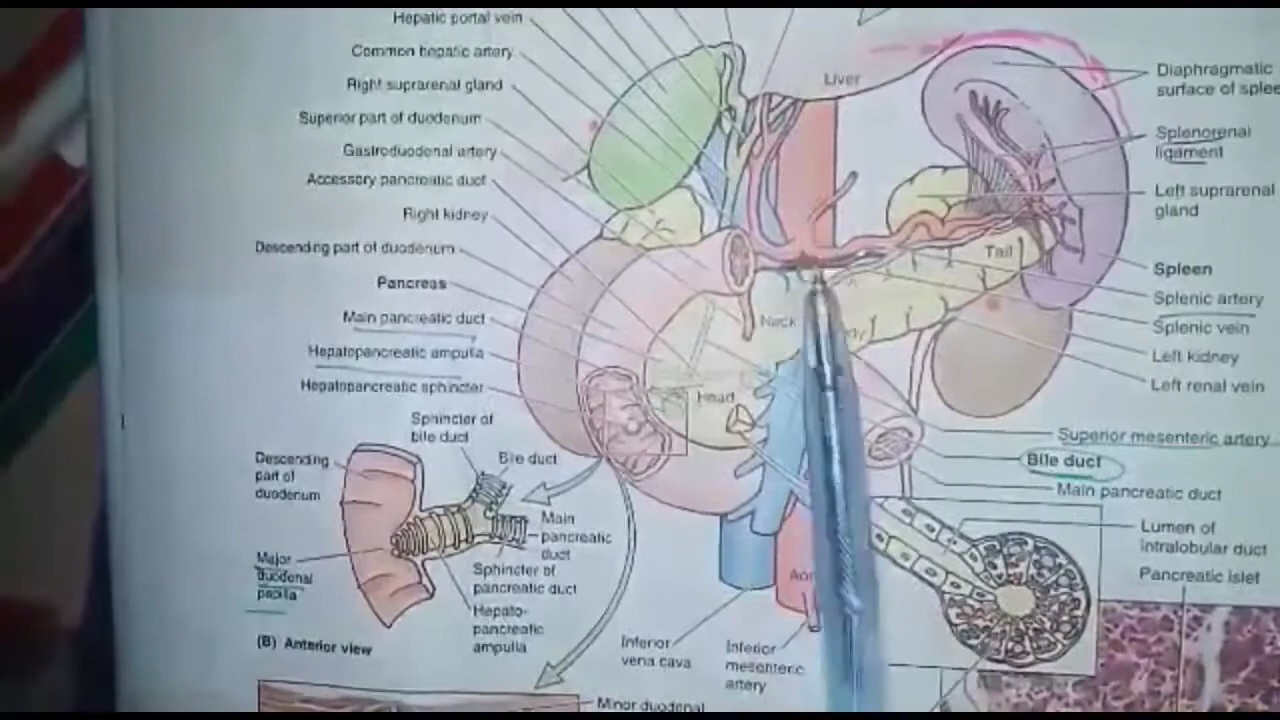 Hepatic portal vein
Common hepatic artery
Right suprarenal gland
Superior part of duodenum
Gastroduodenal artery
Accessory pancreatic duct
Right kidney
Descending part of duodenum
Pancreas
Main pancreatic duct
Hepatopancreatic ampulla
Hepatopancreatic sphincter
Liver
Tail
Neck
Head
Diaphragmatic
surface of splee
Splenorenal
ligament
Left suprarenal
gland
Spleen
Splenic artery
Splenic vein
Left kidney
Left renal vein
Superior mesenteric artery
Bile duct
Main pancreatic duct
Lumen of
intralobular duct
Pancreatic islet
Sphincter of
bile duct
Bile duct
Descending
part of
duodenum
Main
pancreatic
duct
Sphincter of
pancreatic duct
Major
duodenal
papilla
Hepato-
pancreatic
ampulla
(B) Anterior view
Inferior
vena cava
Inferior
mesenteric
artery
Minor duodenal